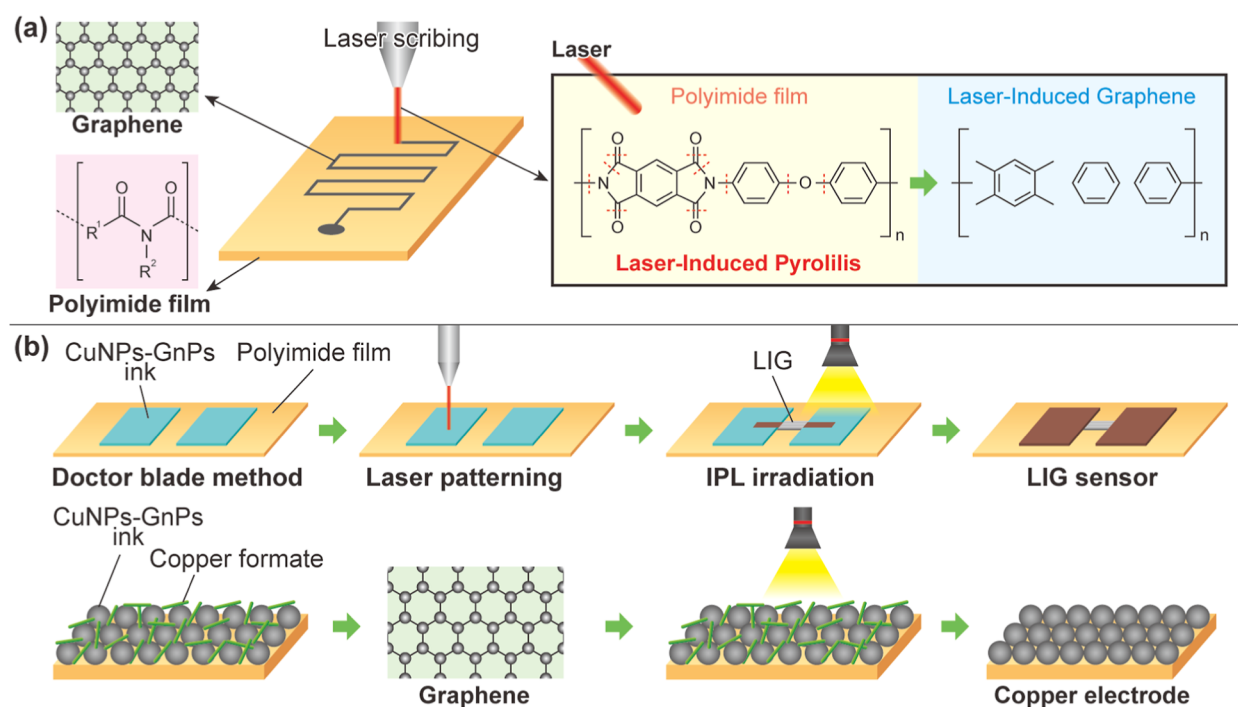 (a)
Laser scribing
Graphene
O O
R¹ N
R²
Polyimide film
Laser
Polyimide film
Laser-Induced Graphene
O O
N N O
O O
n
n
Laser-Induced Pyrolilis
(b)
CuNPs-GnPs
ink
Polyimide film
LIG
Doctor blade method
Laser patterning
IPL irradiation
LIG sensor
CuNPs-GnPs
ink
Copper formate
Graphene
Copper electrode